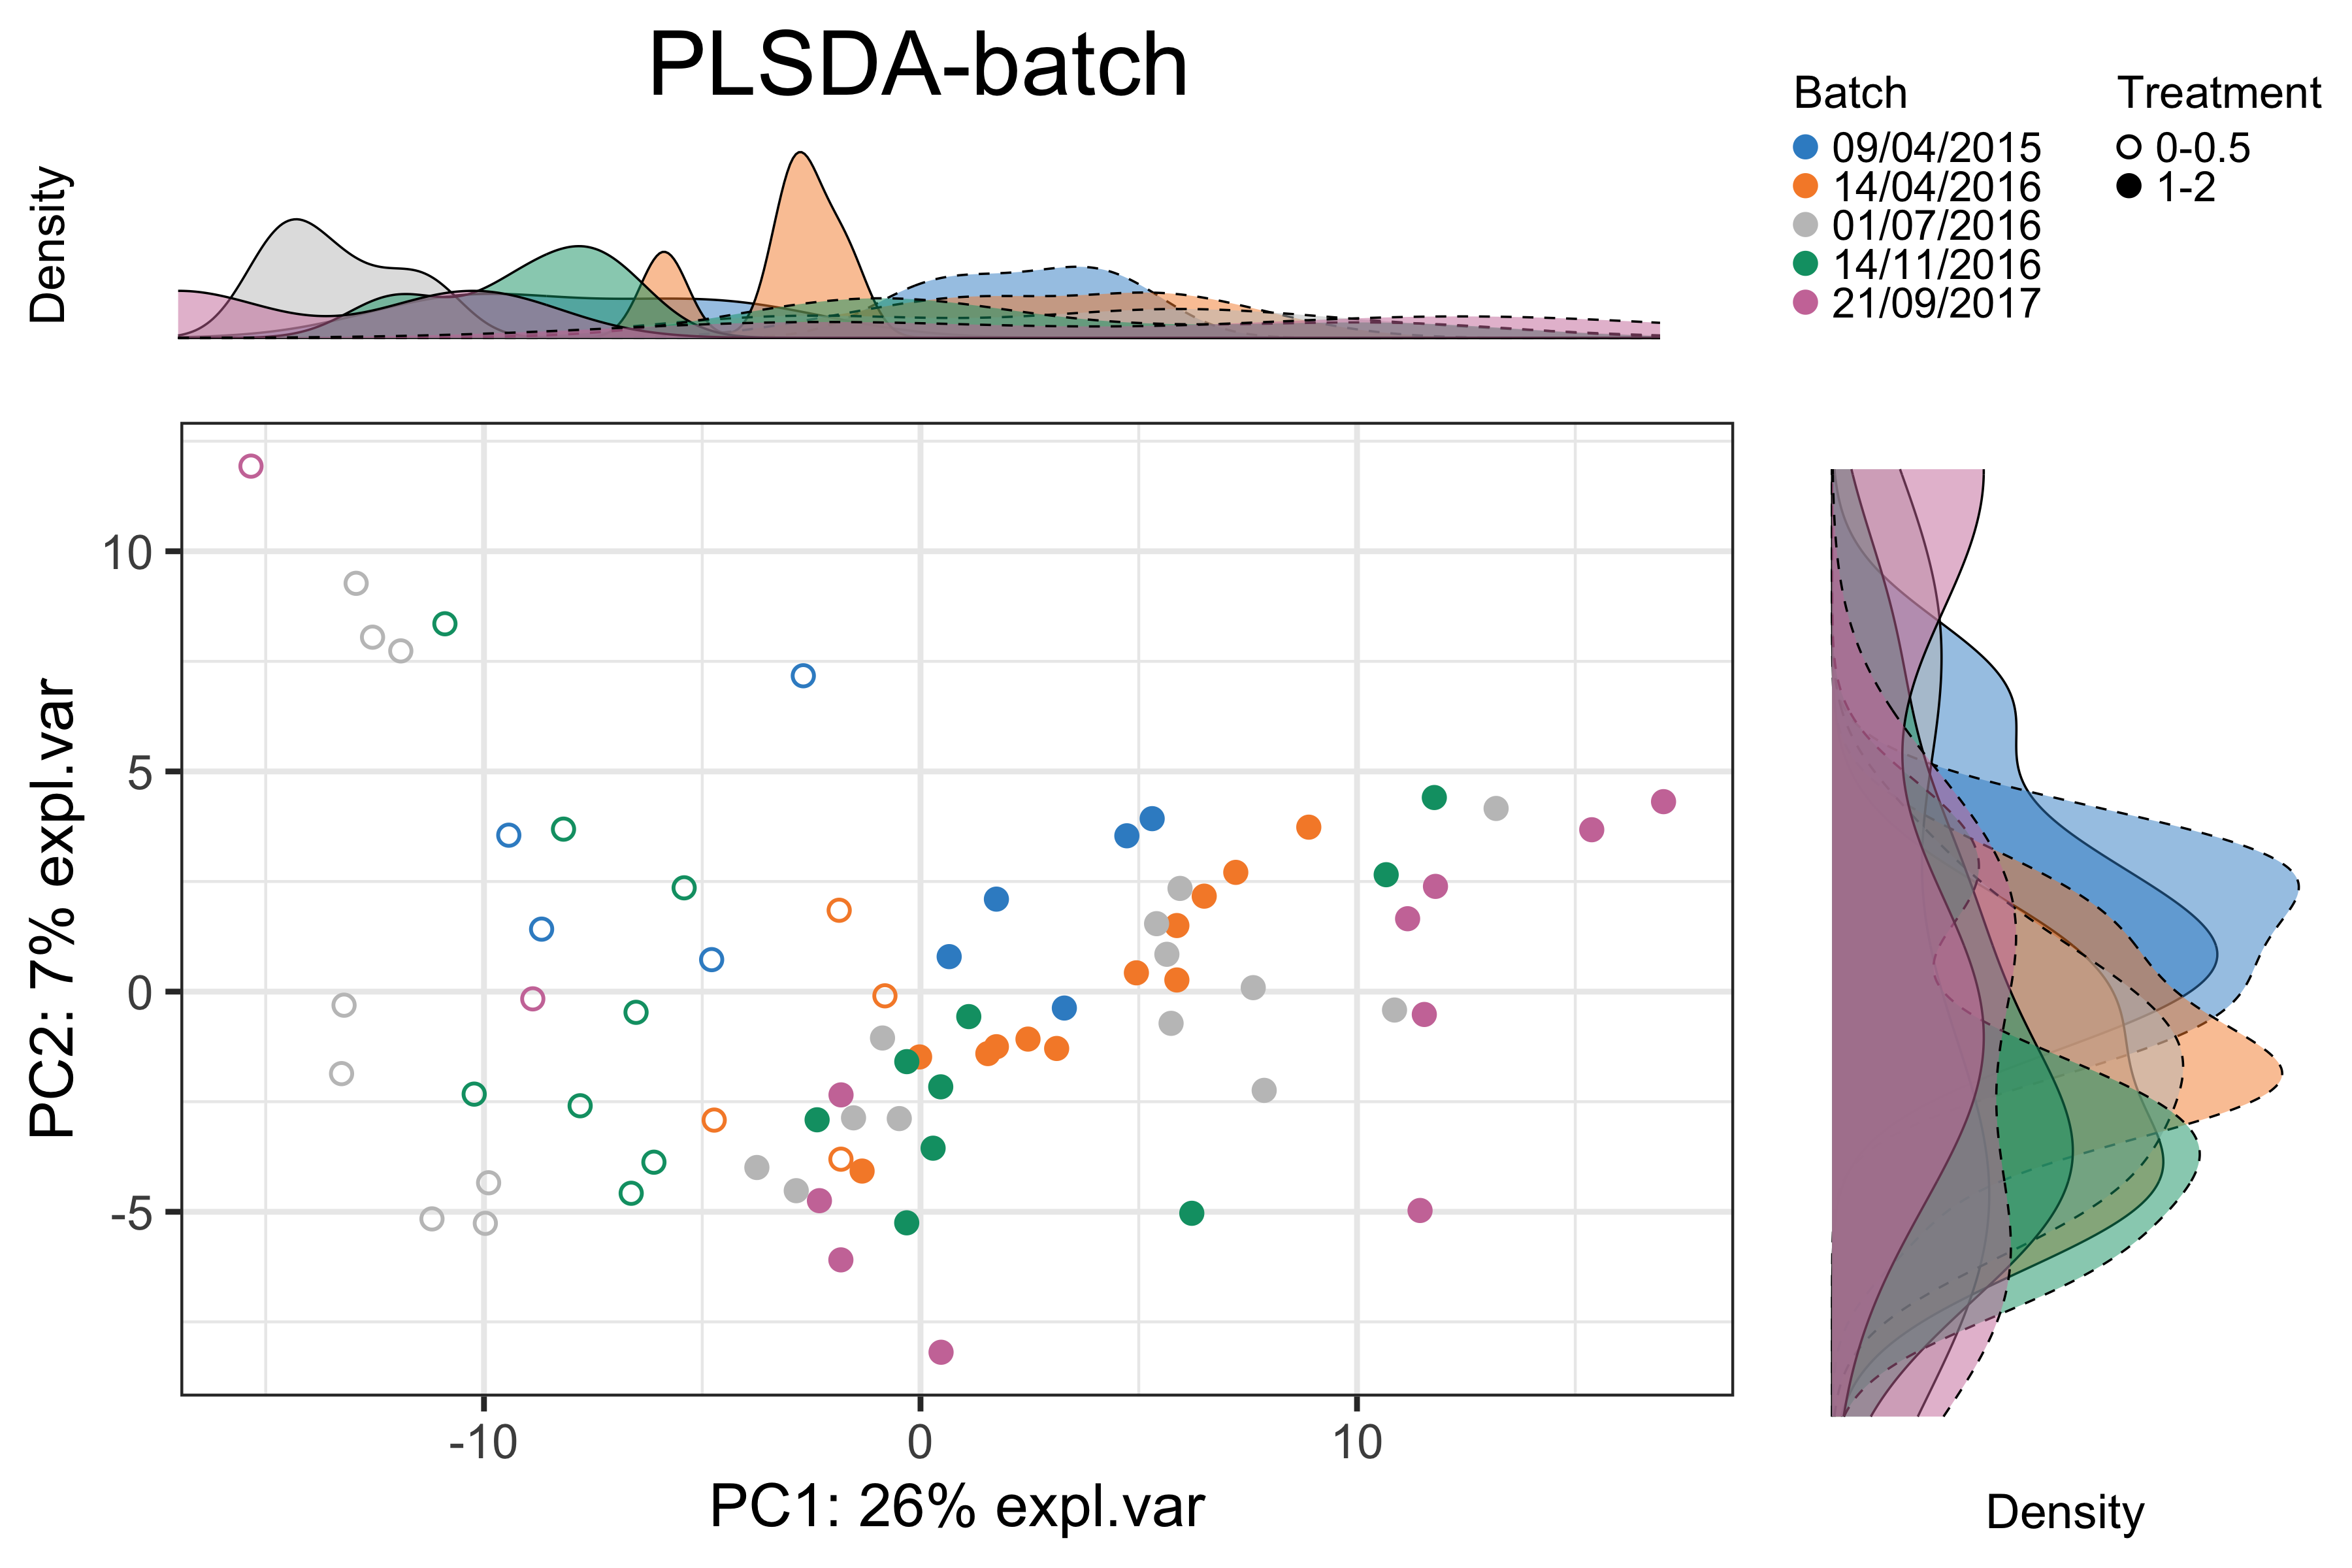 PLSDA-batch
Density
Batch
09/04/2015
14/04/2016
01/07/2016
14/11/2016
21/09/2017
Treatment
0-0.5
1-2
PC2: 7% expl.var
10
5
0
-5
-10
0
10
PC1: 26% expl.var
Density